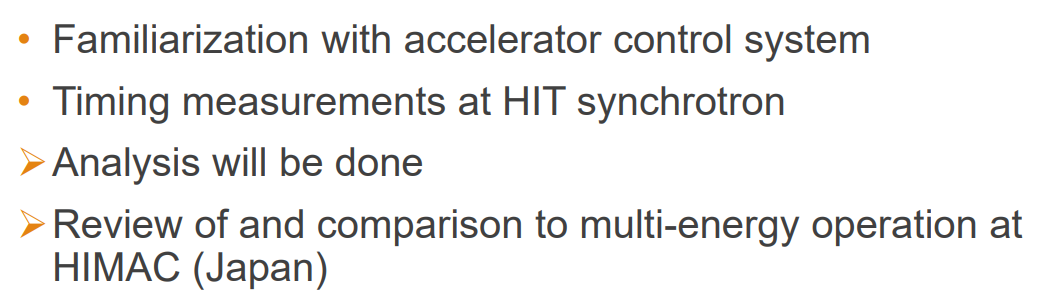 • Familiarization with accelerator control system
• Timing measurements at HIT synchrotron
➢ Analysis will be done
➢ Review of and comparison to multi-energy operation at
HIMAC (Japan)